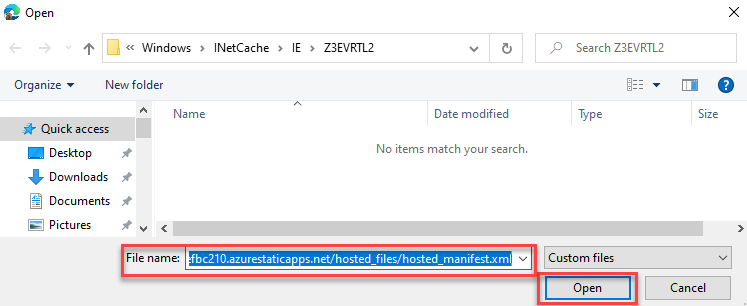 Open
« Windows > INetCache > IE > Z3EVRTL2
Search Z3EVRTL2
Organize
New folder
?
Name
Date modified
Type
Size
Quick access
Desktop
Downloads
Documents
Pictures
No items match your search.
File name:
fbc210.azurestaticapps.net/hosted_files/hosted_manifest.xml
Custom files
Open
Cancel